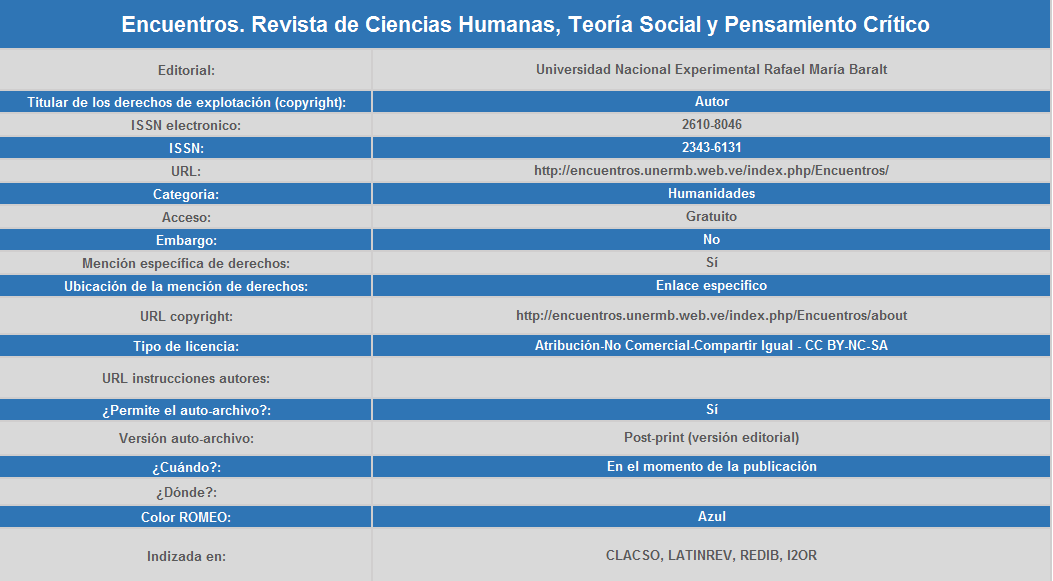 Encuentros. Revista de Ciencias Humanas, Teoría Social y Pensamiento Crítico
Editorial: Universidad Nacional Experimental Rafael María Baralt
Titular de los derechos de explotación (copyright): Autor
ISSN electronico: 2610-8046
ISSN: 2343-6131
URL: http://encuentros.unermb.web.ve/index.php/Encuentros/
Categoria: Humanidades
Acceso: Gratuito
Embargo: No
Mención específica de derechos: Sí
Ubicación de la mención de derechos: Enlace especifico
URL copyright: http://encuentros.unermb.web.ve/index.php/Encuentros/about
Tipo de licencia: Atribución-No Comercial-Compartir Igual - CC BY-NC-SA
URL instrucciones autores:
¿Permite el auto-archivo?: Sí
Versión auto-archivo: Post-print (versión editorial)
¿Cuándo?: En el momento de la publicación
¿Dónde?:
Color ROMEO: Azul
Indizada en: CLACSO, LATINREV, REDIB, I2OR